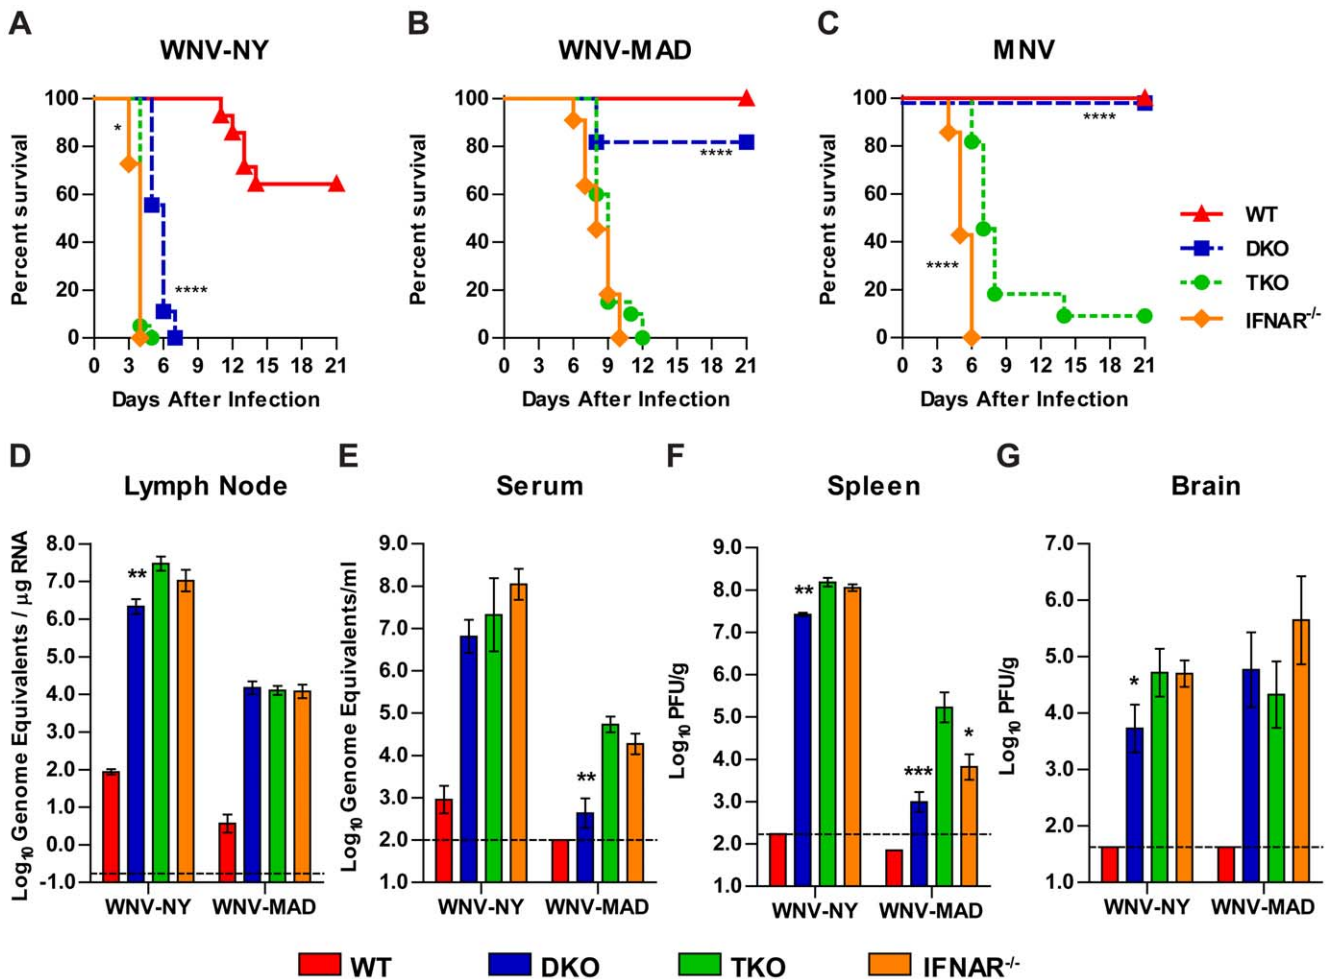 A
WNV-NY
Percent survival
100
80
60
40
20
0
*
****
0 3 6 9 12 15 18 21
Days After Infection
B
WNV-MAD
Percent survival
100
80
60
40
20
0
****
0 3 6 9 12 15 18 21
Days After Infection
C
MNV
Percent survival
100
80
60
40
20
0
****
****
0 3 6 9 12 15 18 21
Days After Infection
WT
DKO
TKO
IFNAR-/-
D
Lymph Node
Log10 Genome Equivalents / µg RNA
8.0
7.0
6.0
5.0
4.0
3.0
2.0
1.0
0.0
-1.0
**
WNV-NY WNV-MAD
E
Serum
Log10 Genome Equivalents/ml
9.0
8.0
7.0
6.0
5.0
4.0
3.0
2.0
1.0
**
WNV-NY WNV-MAD
F
Spleen
Log10 PFU/g
9.0
8.0
7.0
6.0
5.0
4.0
3.0
2.0
1.0
**
***
*
WNV-NY WNV-MAD
G
Brain
Log10 PFU/g
7.0
6.0
5.0
4.0
3.0
2.0
1.0
*
WNV-NY WNV-MAD
WT DKO TKO IFNAR-/-